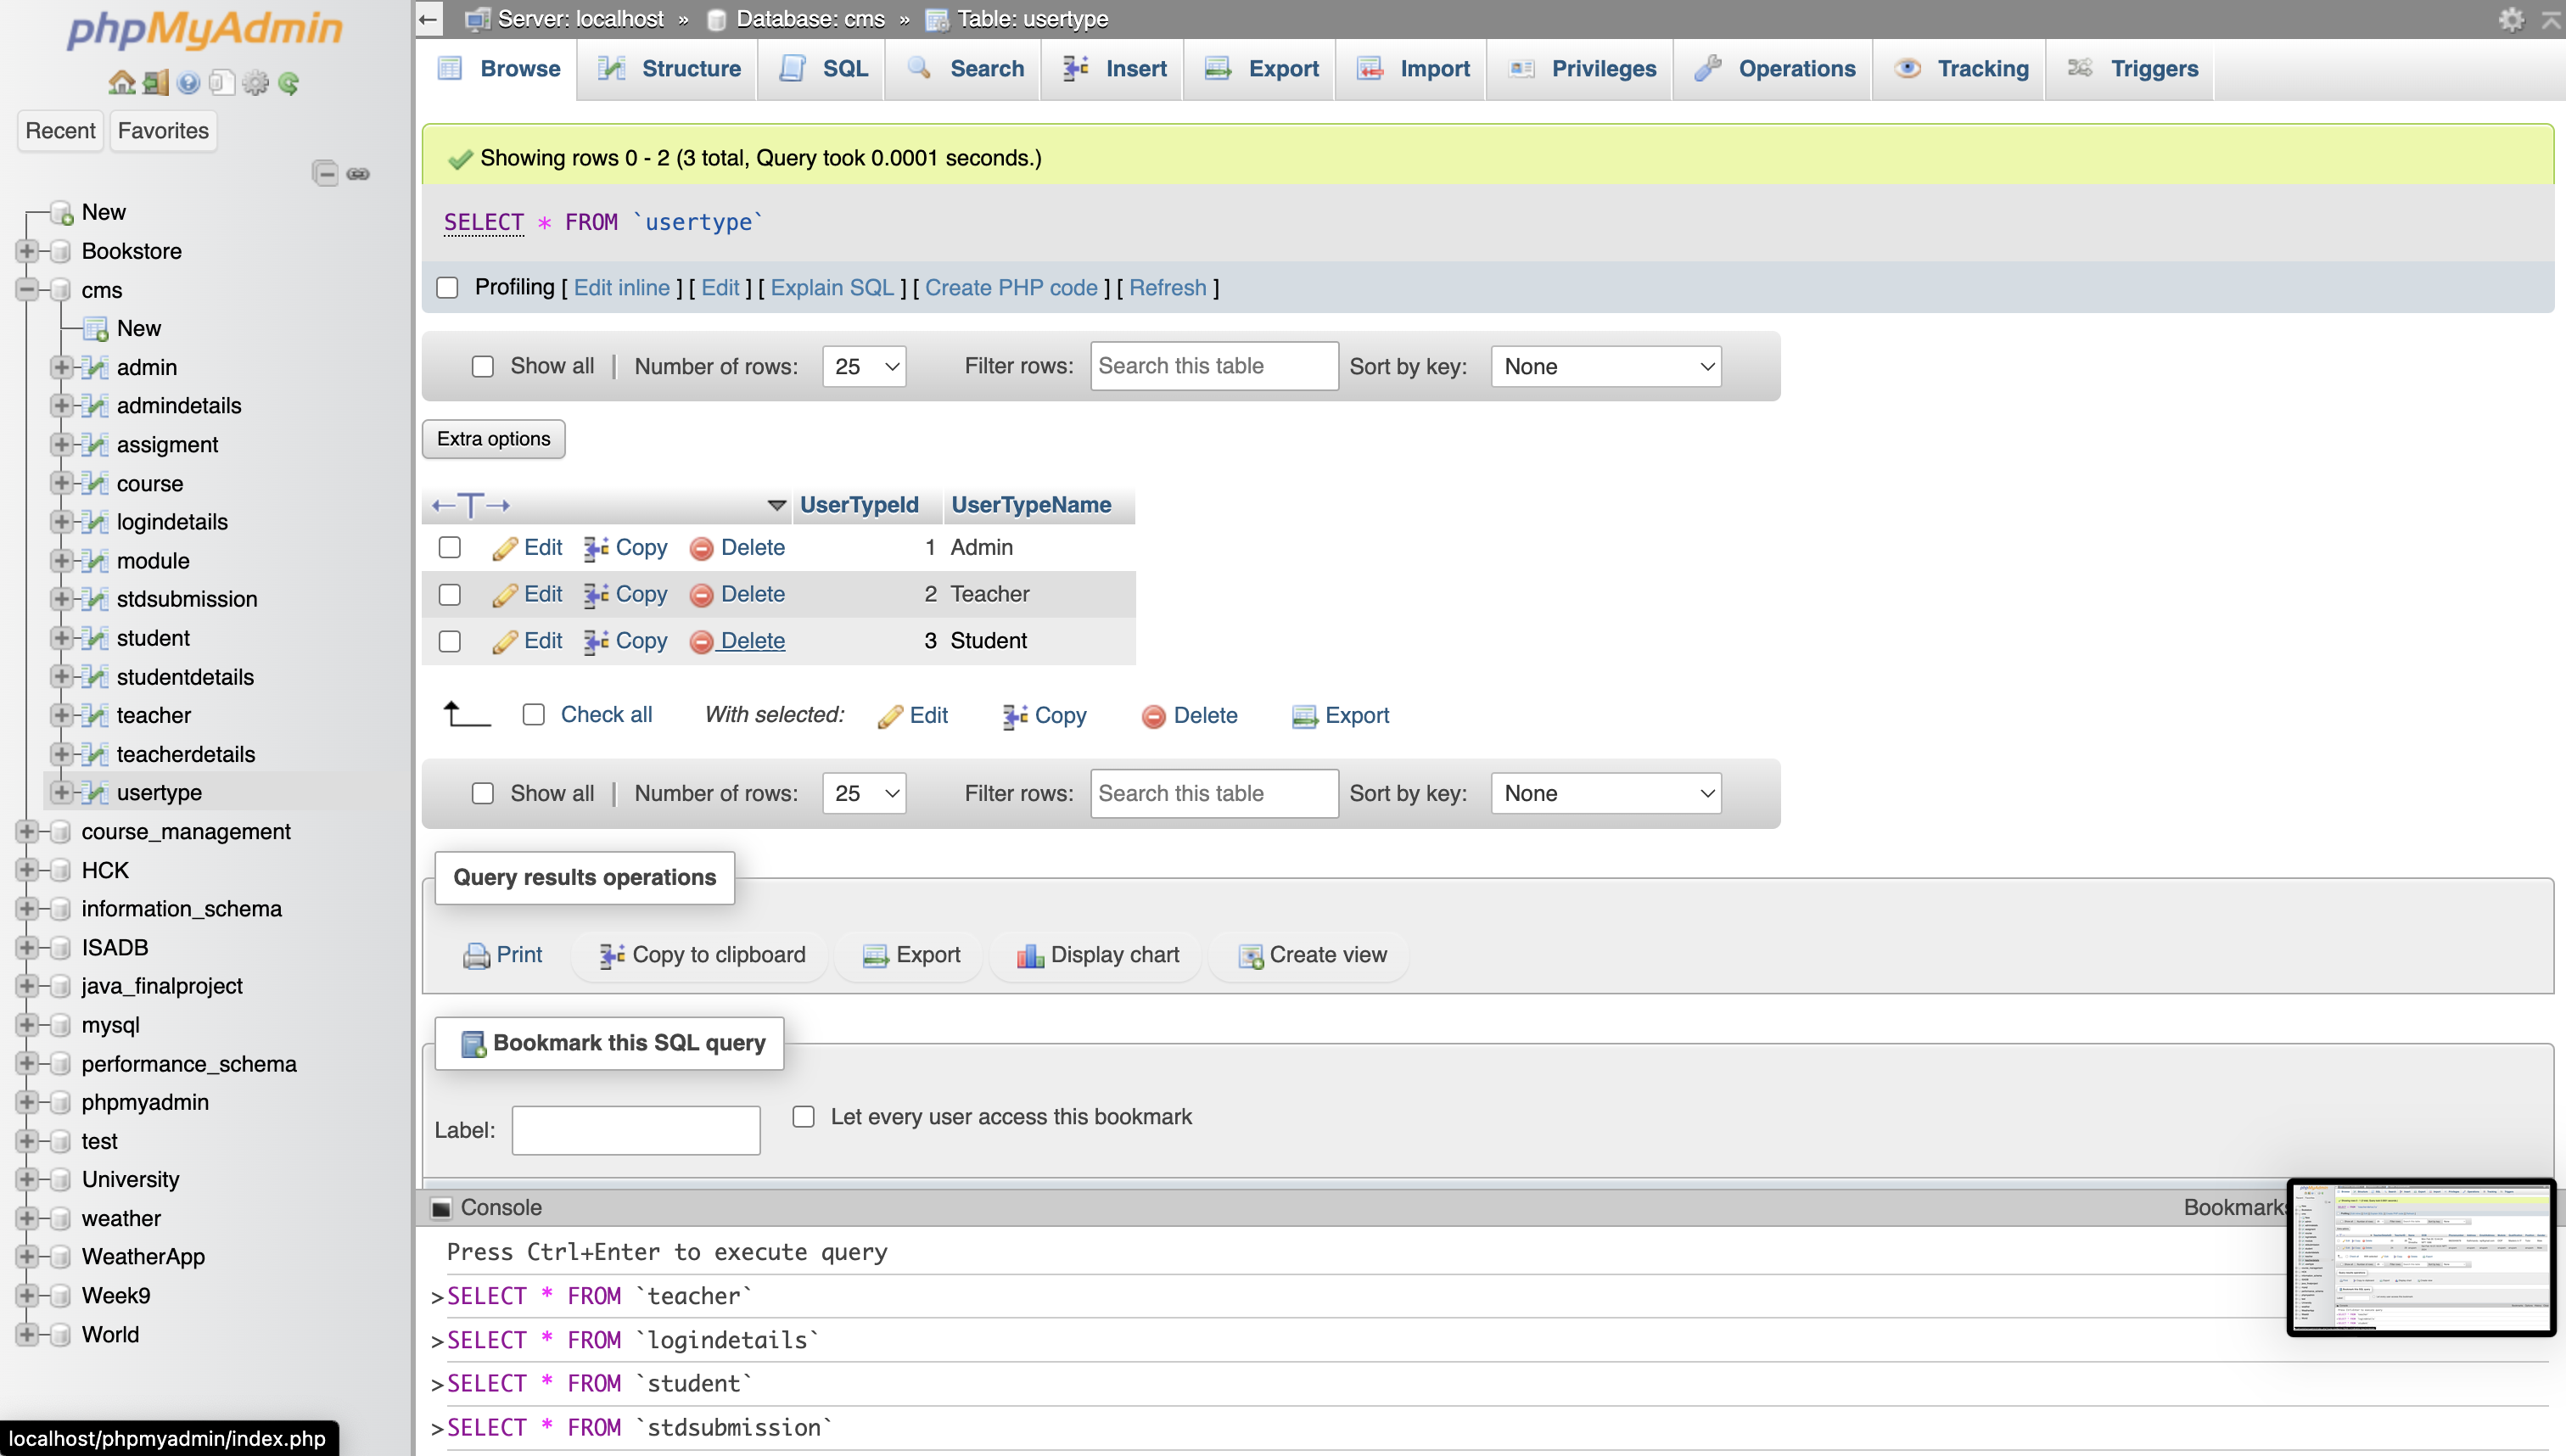 phpMyAdmin
Recent Favorites
New
Bookstore
cms
New
admin
admindetails
assigment
course
logindetails
module
stdsubmission
student
studentdetails
teacher
teacherdetails
usertype
course_management
HCK
information_schema
ISADB
java_finalproject
mysql
performance_schema
phpmyadmin
test
University
weather
WeatherApp
Week9
World
localhost/phpmyadmin/index.php
Server: localhost » Database: cms » Table: usertype
Browse Structure SQL Search Insert Export Import Privileges Operations Tracking Triggers
Showing rows 0 - 2 (3 total, Query took 0.0001 seconds.)
SELECT * FROM `usertype`
Profiling [ Edit inline ] [ Edit ] [ Explain SQL ] [ Create PHP code ] [ Refresh ]
Show all | Number of rows: 25 Filter rows: Search this table Sort by key: None
Extra options
←T→ UserTypeId UserTypeName
Edit Copy Delete 1 Admin
Edit Copy Delete 2 Teacher
Edit Copy Delete 3 Student
Check all With selected: Edit Copy Delete Export
Show all | Number of rows: 25 Filter rows: Search this table Sort by key: None
Query results operations
Print Copy to clipboard Export Display chart Create view
Bookmark this SQL query
Label: Let every user access this bookmark
Console Bookmarks
Press Ctrl+Enter to execute query
>SELECT * FROM `teacher`
>SELECT * FROM `logindetails`
>SELECT * FROM `student`
>SELECT * FROM `stdsubmission`